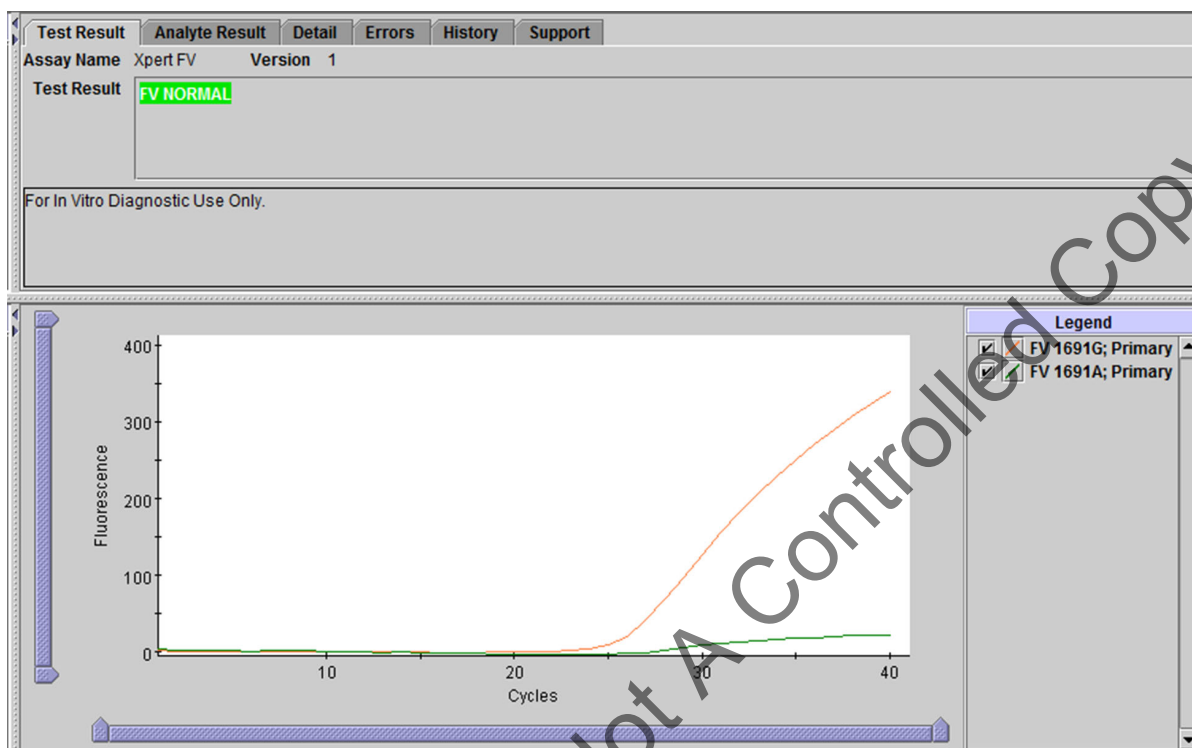 Test Result Analyte Result Detail Errors History Support
Assay Name Xpert FV Version 1
Test Result FV NORMAL
For In Vitro Diagnostic Use Only.
Legend
FV 1691G; Primary
FV 1691A; Primary
400
300
200
100
0
Fluorescence
10 20 30 40
Cycles
Not A Controlled Copy